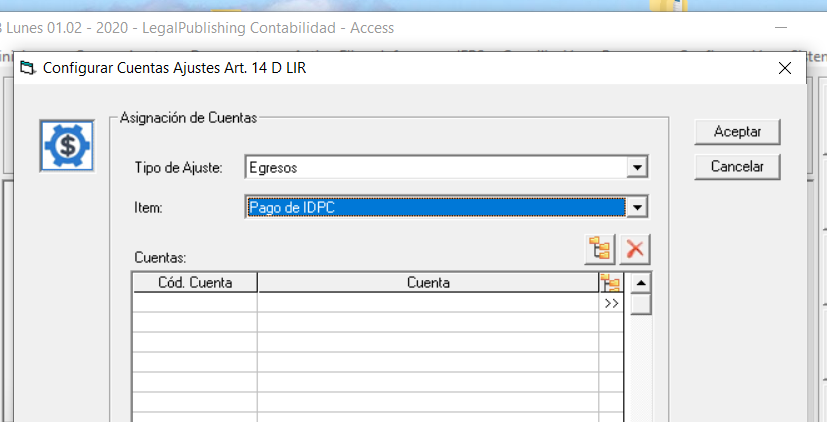 Lunes 01.02 - 2020 - LegalPublishing Contabilidad - Access
Configurar Cuentas Ajustes Art. 14 D LIR
Asignación de Cuentas
Aceptar
Tipo de Ajuste: Egresos
Cancelar
Item: Pago de IDPC
Cuentas:
Cód. Cuenta Cuenta
>>